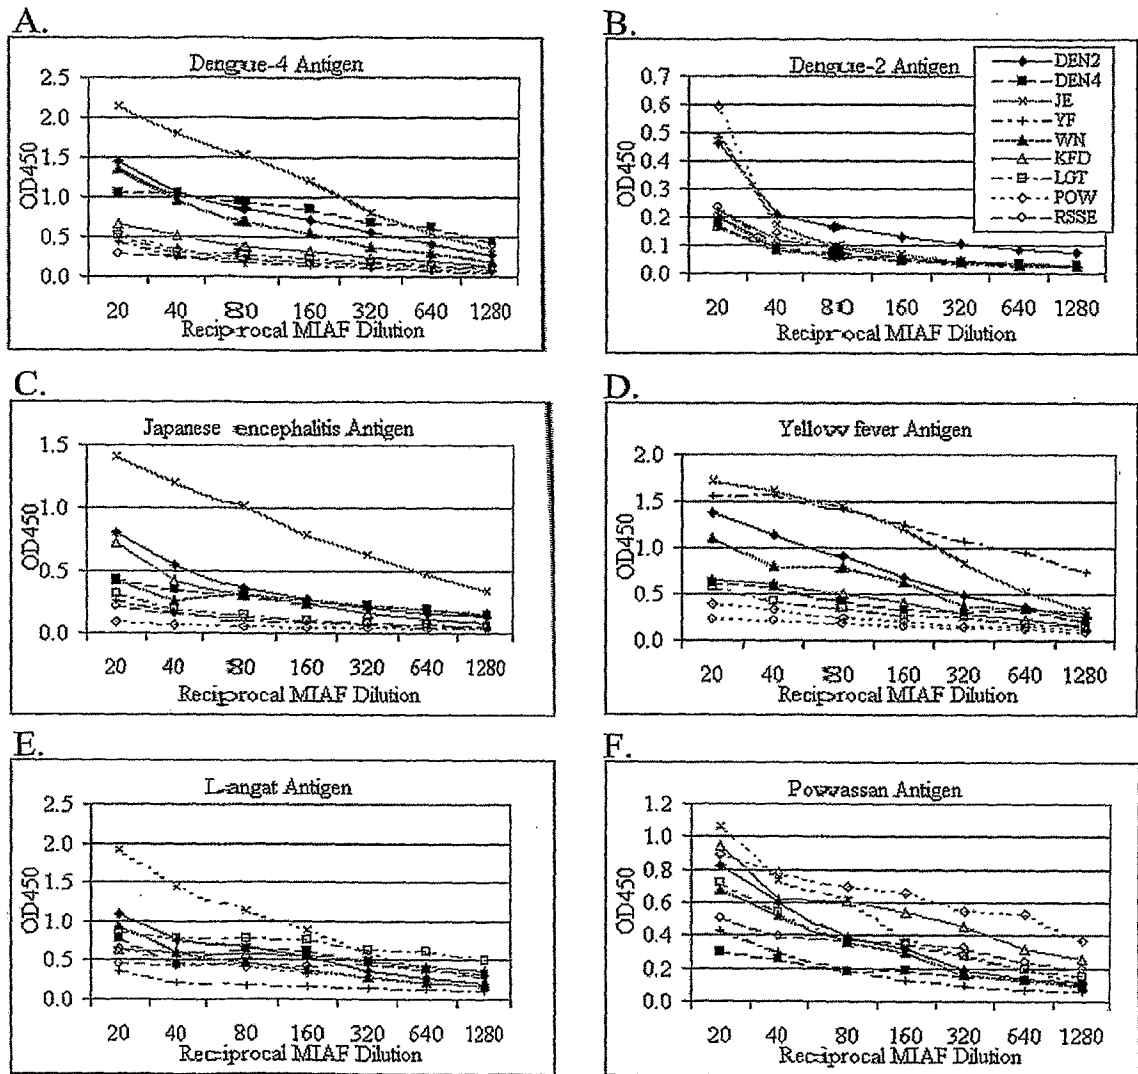 A.
Dengue-4 Antigen
OD450
2.5
2.0
1.5
1.0
0.5
0.0
20 40 80 160 320 640 1280
Reciprocal MIAF Dilution
B.
Dengue-2 Antigen
OD450
0.7
0.6
0.5
0.4
0.3
0.2
0.1
0.0
20 40 80 160 320 640 1280
Reciprocal MIAF Dilution
DEN2
DEN4
JE
YF
WN
KFD
LGT
POW
RSSE
C.
Japanese encephalitis Antigen
OD450
1.5
1.0
0.5
0.0
20 40 80 160 320 640 1280
Reciprocal MIAF Dilution
D.
Yellow fever Antigen
OD450
2.0
1.5
1.0
0.5
0.0
20 40 80 160 320 640 1280
Reciprocal MIAF Dilution
E.
Langat Antigen
OD450
2.5
2.0
1.5
1.0
0.5
0.0
20 40 80 160 320 640 1280
Reciprocal MIAF Dilution
F.
Powassan Antigen
OD450
1.2
1.0
0.8
0.6
0.4
0.2
0.0
20 40 80 160 320 640 1280
Reciprocal MIAF Dilution